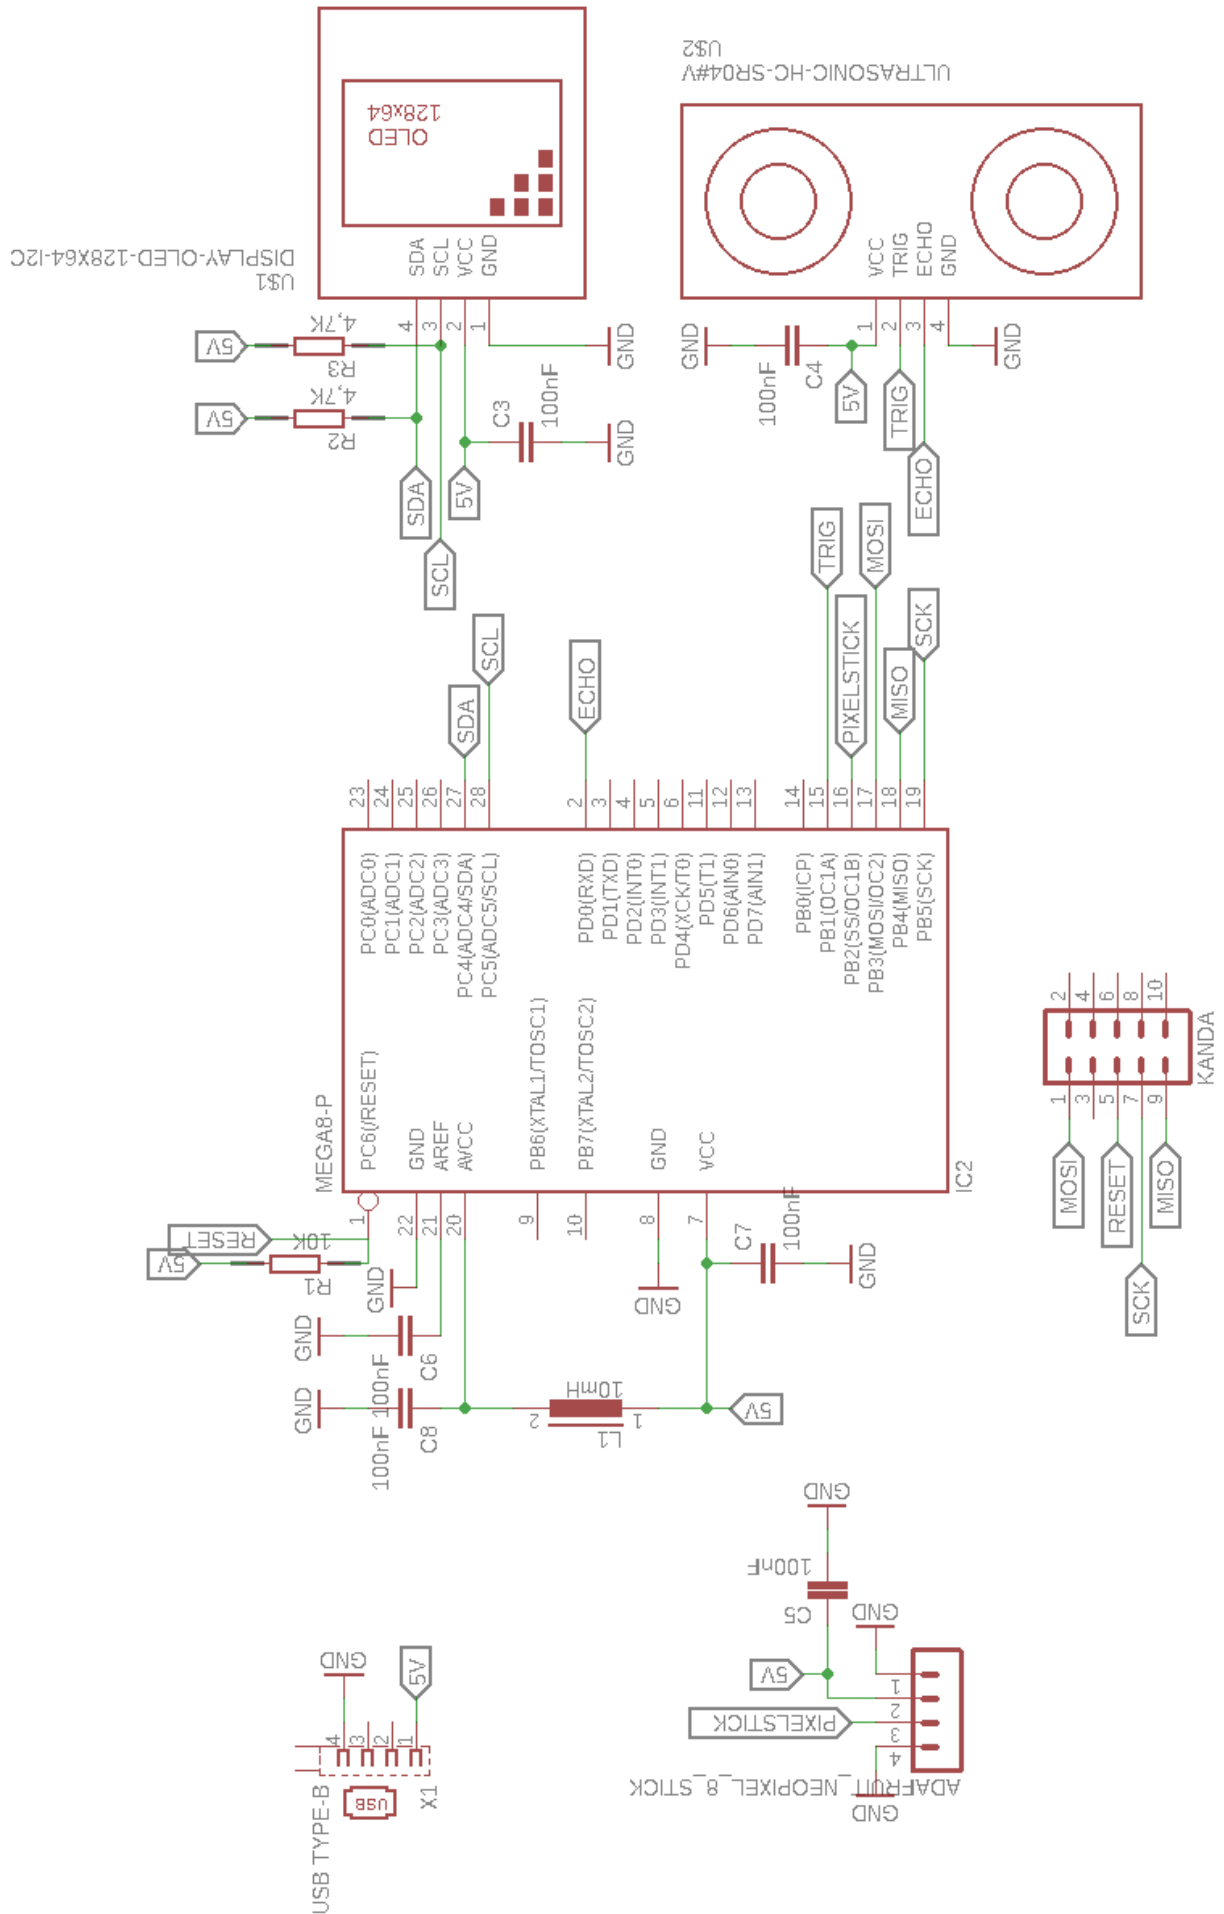 U$2
ULTRASONIC-HC-SR04##V
OLED
128x64
SDA
SCL
VCC
GND
DISPLAY-OLED-128X64-I2C
U$1
VCC
TRIG
ECHO
GND
4
3
2
1
1
2
3
4
5V
4,7K
R3
5V
4,7K
R2
GND
C3
100nF
GND
GND
100nF
C4
5V
TRIG
GND
ECHO
SDA
5V
SCL
TRIG
MOSI
PIXELSTICK
SCK
MISO
SCL
SDA
ECHO
23
24
25
26
27
28
2
3
4
5
6
11
12
13
14
15
16
17
18
19
PC0(ADC0)
PC1(ADC1)
PC2(ADC2)
PC3(ADC3)
PC4(ADC4/SDA)
PC5(ADC5/SCL)
PD0(RXD)
PD1(TXD)
PD2(INT0)
PD3(INT1)
PD4(XCK/T0)
PD5(T1)
PD6(AIN0)
PD7(AIN1)
PB0(ICP)
PB1(OC1A)
PB2(SS/OC1B)
PB3(MOSI/OC2)
PB4(MISO)
PB5(SCK)
MEGA8-P
PC6(/RESET)
GND
AREF
AVCC
PB6(XTAL1/TOSC1)
PB7(XTAL2/TOSC2)
GND
VCC
IC2
1
22
21
20
9
10
8
7
2
4
6
8
10
KANDA
1
3
5
7
9
MOSI
RESET
MISO
SCK
RESET
5V
10K
R1
GND
GND
100nF
C6
GND
100nF
C8
GND
C7
100nF
GND
2
10mH
L1
1
5V
GND
100nF
C5
GND
5V
PIXELSTICK
1
2
3
4
ADAFRUIT_NEOPIXEL_8_STICK
GND
GND
5V
4
3
2
1
USB
USB TYPE-B
X1